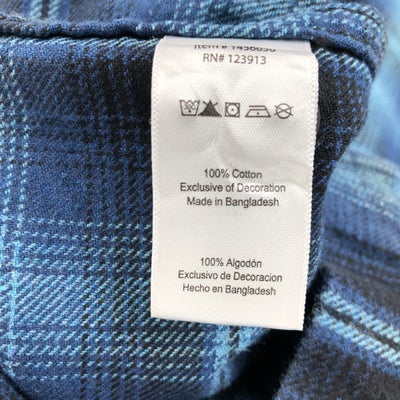 RN# 123913
100% Cotton
Exclusive of Decoration
Made in Bangladesh
100% Algodón
Exclusivo de Decoracion
Hecho en Bangladesh